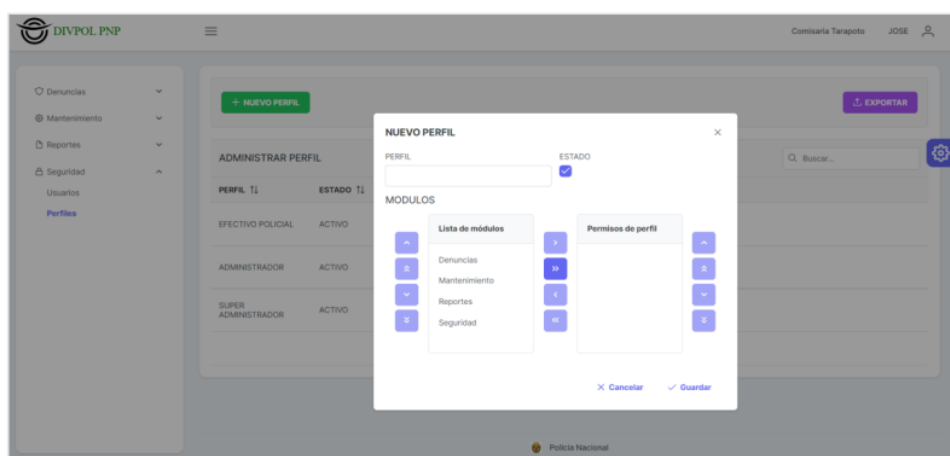 DIVPOL PNP
Comisaria Tarapoto JOSE
Denuncias
Mantenimiento
Reportes
Seguridad
Usuarios
Perfiles
+ NUEVO PERFIL
EXPORTAR
ADMINISTRAR PERFIL
Buscar...
PERFIL ESTADO
EFECTIVO POLICIAL ACTIVO
ADMINISTRADOR ACTIVO
SUPER
ADMINISTRADOR ACTIVO
NUEVO PERFIL
PERFIL ESTADO
MODULOS
Lista de módulos
Denuncias
Mantenimiento
Reportes
Seguridad
Permisos de perfil
Cancelar Guardar
Policia Nacional